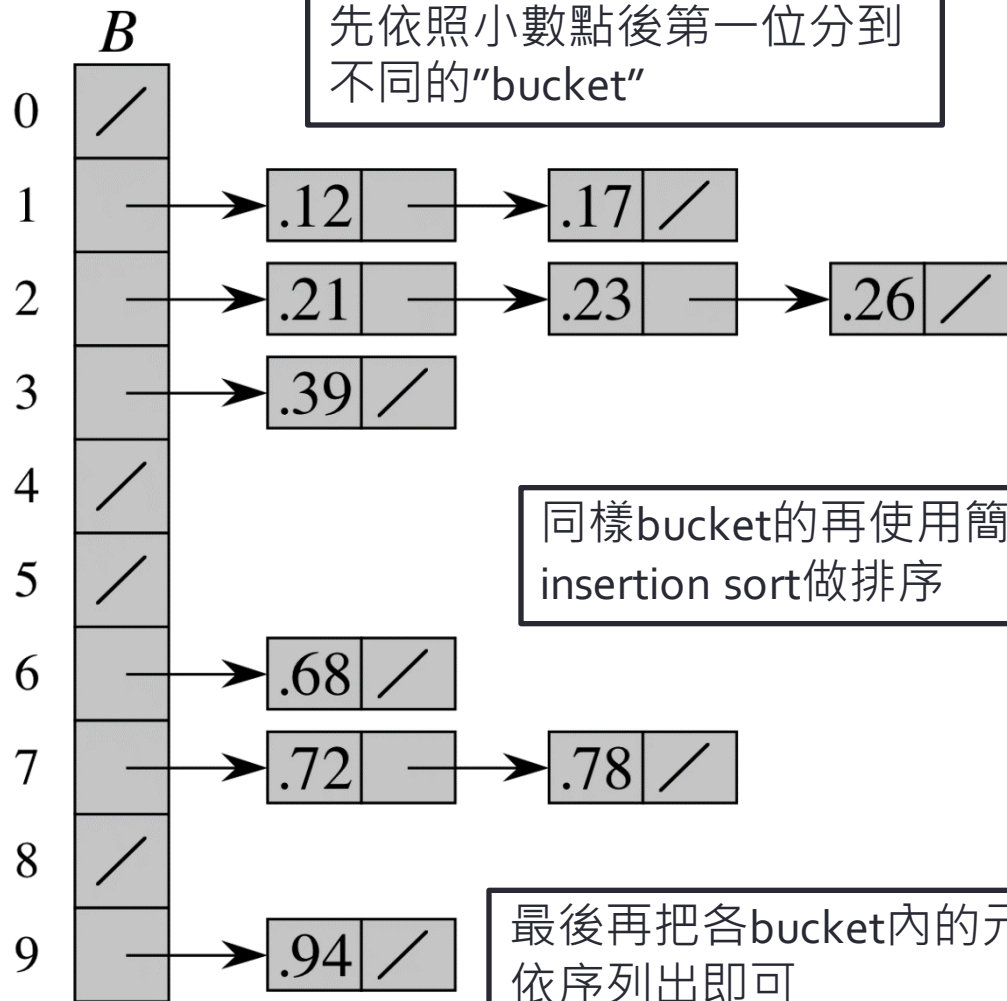 先依照小數點後第一位分到
不同的”bucket”
B
0
1 .12 .17
2 .21 .23 .26
3 .39
4
5
同樣bucket的再使用簡
insertion sort做排序
6 .68
7 .72 .78
8
最後再把各bucket內的元
9 .94
依序列出即可